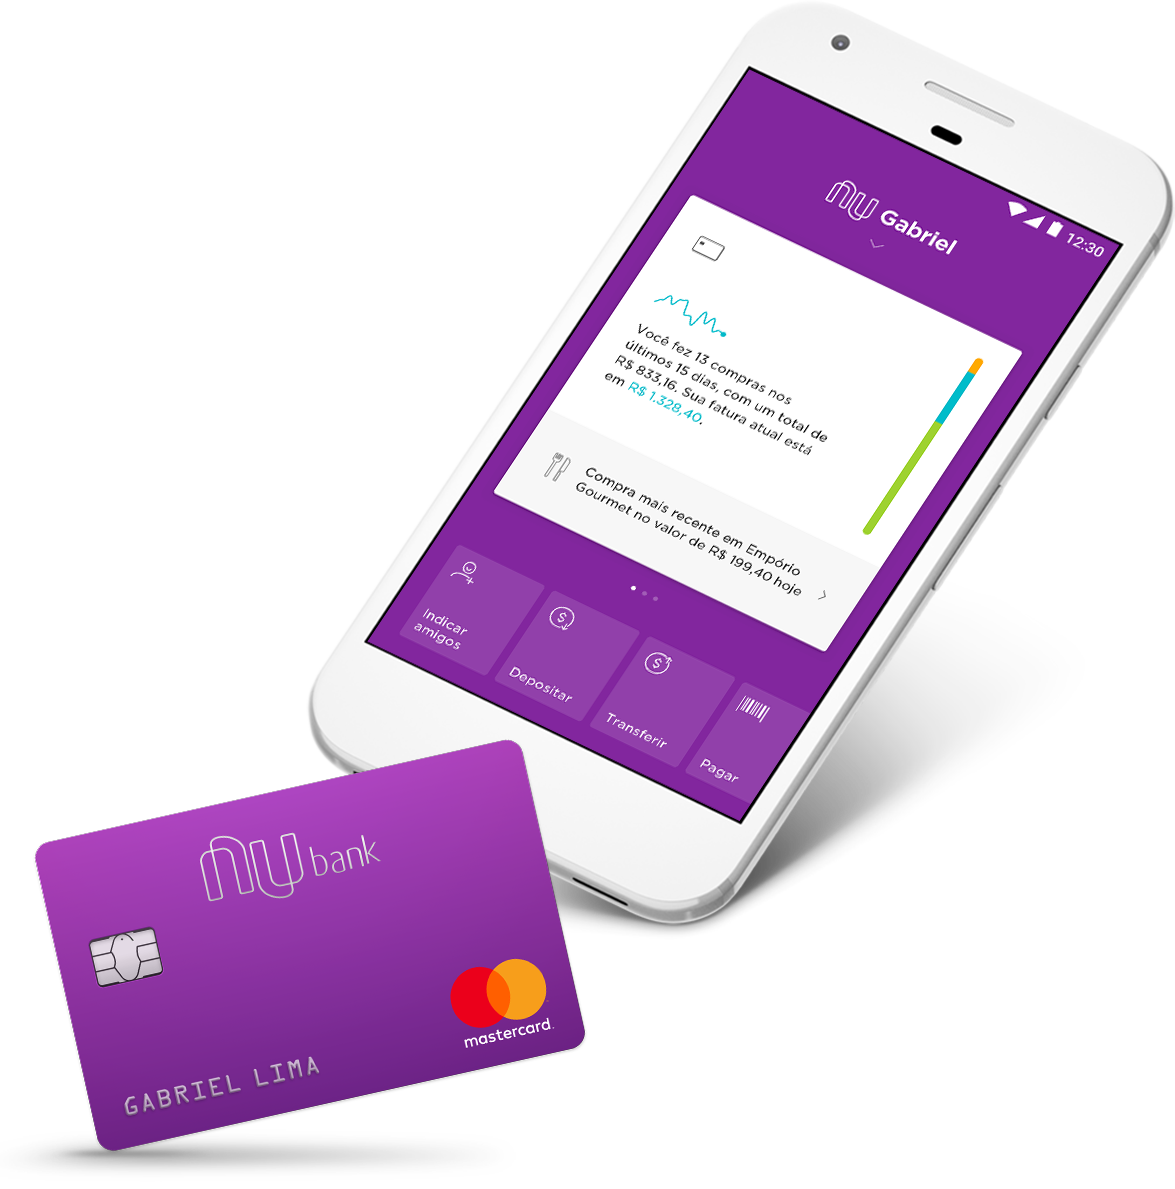 12:30
nu Gabriel
Você fez 13 compras nos
últimos 15 dias, com um total de
R$ 833,16. Sua fatura atual está
em R$ 1.328,40.
Compra mais recente em Empório
Gourmet no valor de R$ 199,40 hoje
Indicar
amigos
Depositar
Transferir
Pagar
nu bank
mastercard.
GABRIEL LIMA